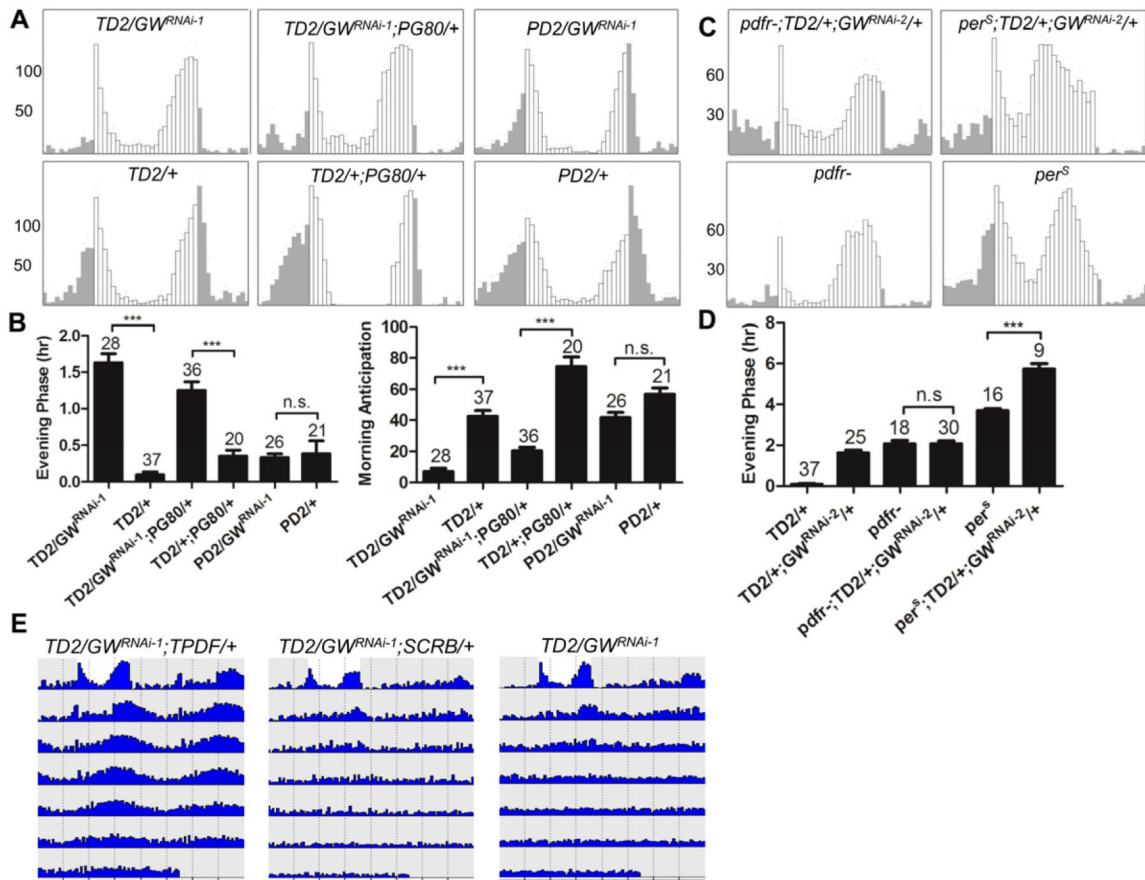 A
C
TD2/GW^RNAi-1
TD2/GW^RNAi-1;PG80/+
PD2/GW^RNAi-1
pdfr-;TD2/+;GW^RNAi-2/+
per^S;TD2/+;GW^RNAi-2/+
100
50
60
30
TD2/+
TD2/+;PG80/+
PD2/+
pdfr-
per^S
100
50
60
30
B
Evening Phase (hr)
2.0
1.5
1.0
0.5
0.0
28
37
36
20
26
21
***
***
n.s.
TD2/GW^RNAi-1
TD2/+
TD2/GW^RNAi-1;PG80/+
TD2/+;PG80/+
PD2/GW^RNAi-1
PD2/+
Morning Anticipation
100
80
60
40
20
0
28
37
36
20
26
21
***
***
n.s.
TD2/GW^RNAi-1
TD2/+
TD2/GW^RNAi-1;PG80/+
TD2/+;PG80/+
PD2/GW^RNAi-1
PD2/+
D
Evening Phase (hr)
8
6
4
2
0
37
25
18
30
16
9
n.s
***
TD2/+
TD2/+;GW^RNAi-2/+
pdfr-
pdfr-;TD2/+;GW^RNAi-2/+
per^s
per^s;TD2/+;GW^RNAi-2/+
E
TD2/GW^RNAi-1;TPDF/+
TD2/GW^RNAi-1;SCRB/+
TD2/GW^RNAi-1